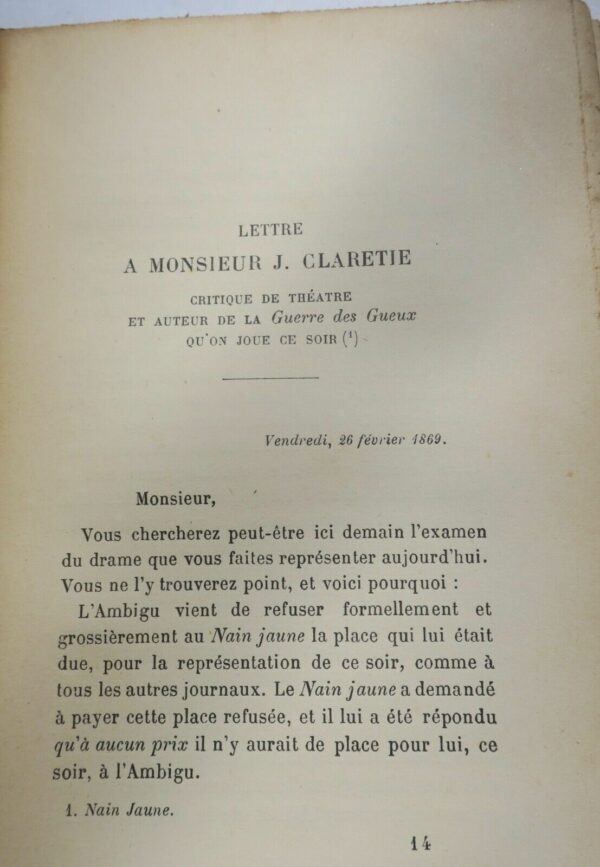 LETTRE
A MONSIEUR J. CLARETIE
CRITIQUE DE THÉATRE
ET AUTEUR DE LA Guerre des Gueux
QU'ON JOUE CE SOIR (1)
Vendredi, 26 février 1869.
Monsieur,
Vous chercherez peut-être ici demain l'examen
du drame que vous faites représenter aujourd'hui.
Vous ne l'y trouverez point, et voici pourquoi :
L'Ambigu vient de refuser formellement et
grossièrement au Nain jaune la place qui lui était
due, pour la représentation de ce soir, comme à
tous les autres journaux. Le Nain jaune a demandé
à payer cette place refusée, et il lui a été répondu
qu'à aucun prix il n'y aurait de place pour lui, ce
soir, à l'Ambigu.
1. Nain Jaune.
14